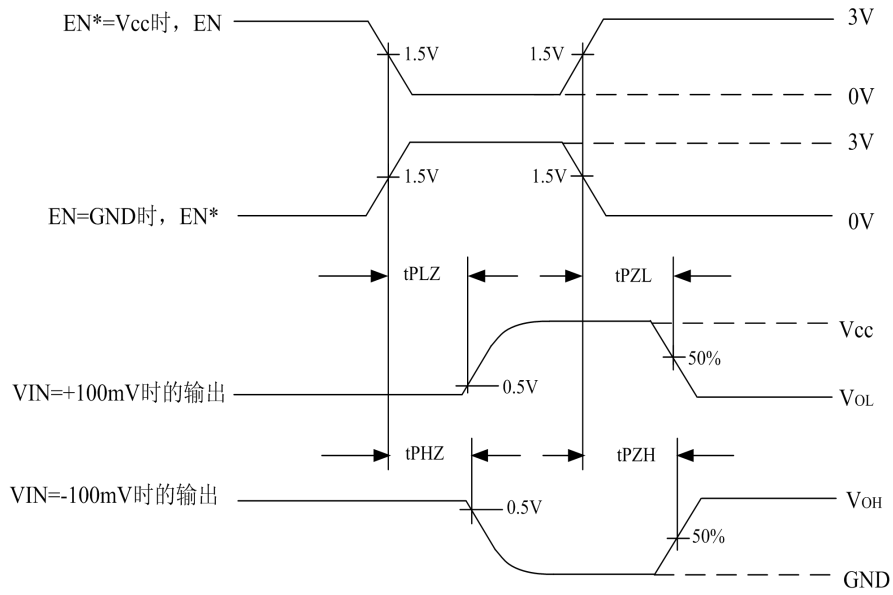 EN*=Vcc时，EN
3V
1.5V
1.5V
0V
3V
1.5V
1.5V
EN=GND时，EN*
0V
tPLZ
tPZL
Vcc
50%
VIN=+100mV时的输出
0.5V
VOL
tPHZ
tPZH
VIN=-100mV时的输出
0.5V
VOH
50%
GND